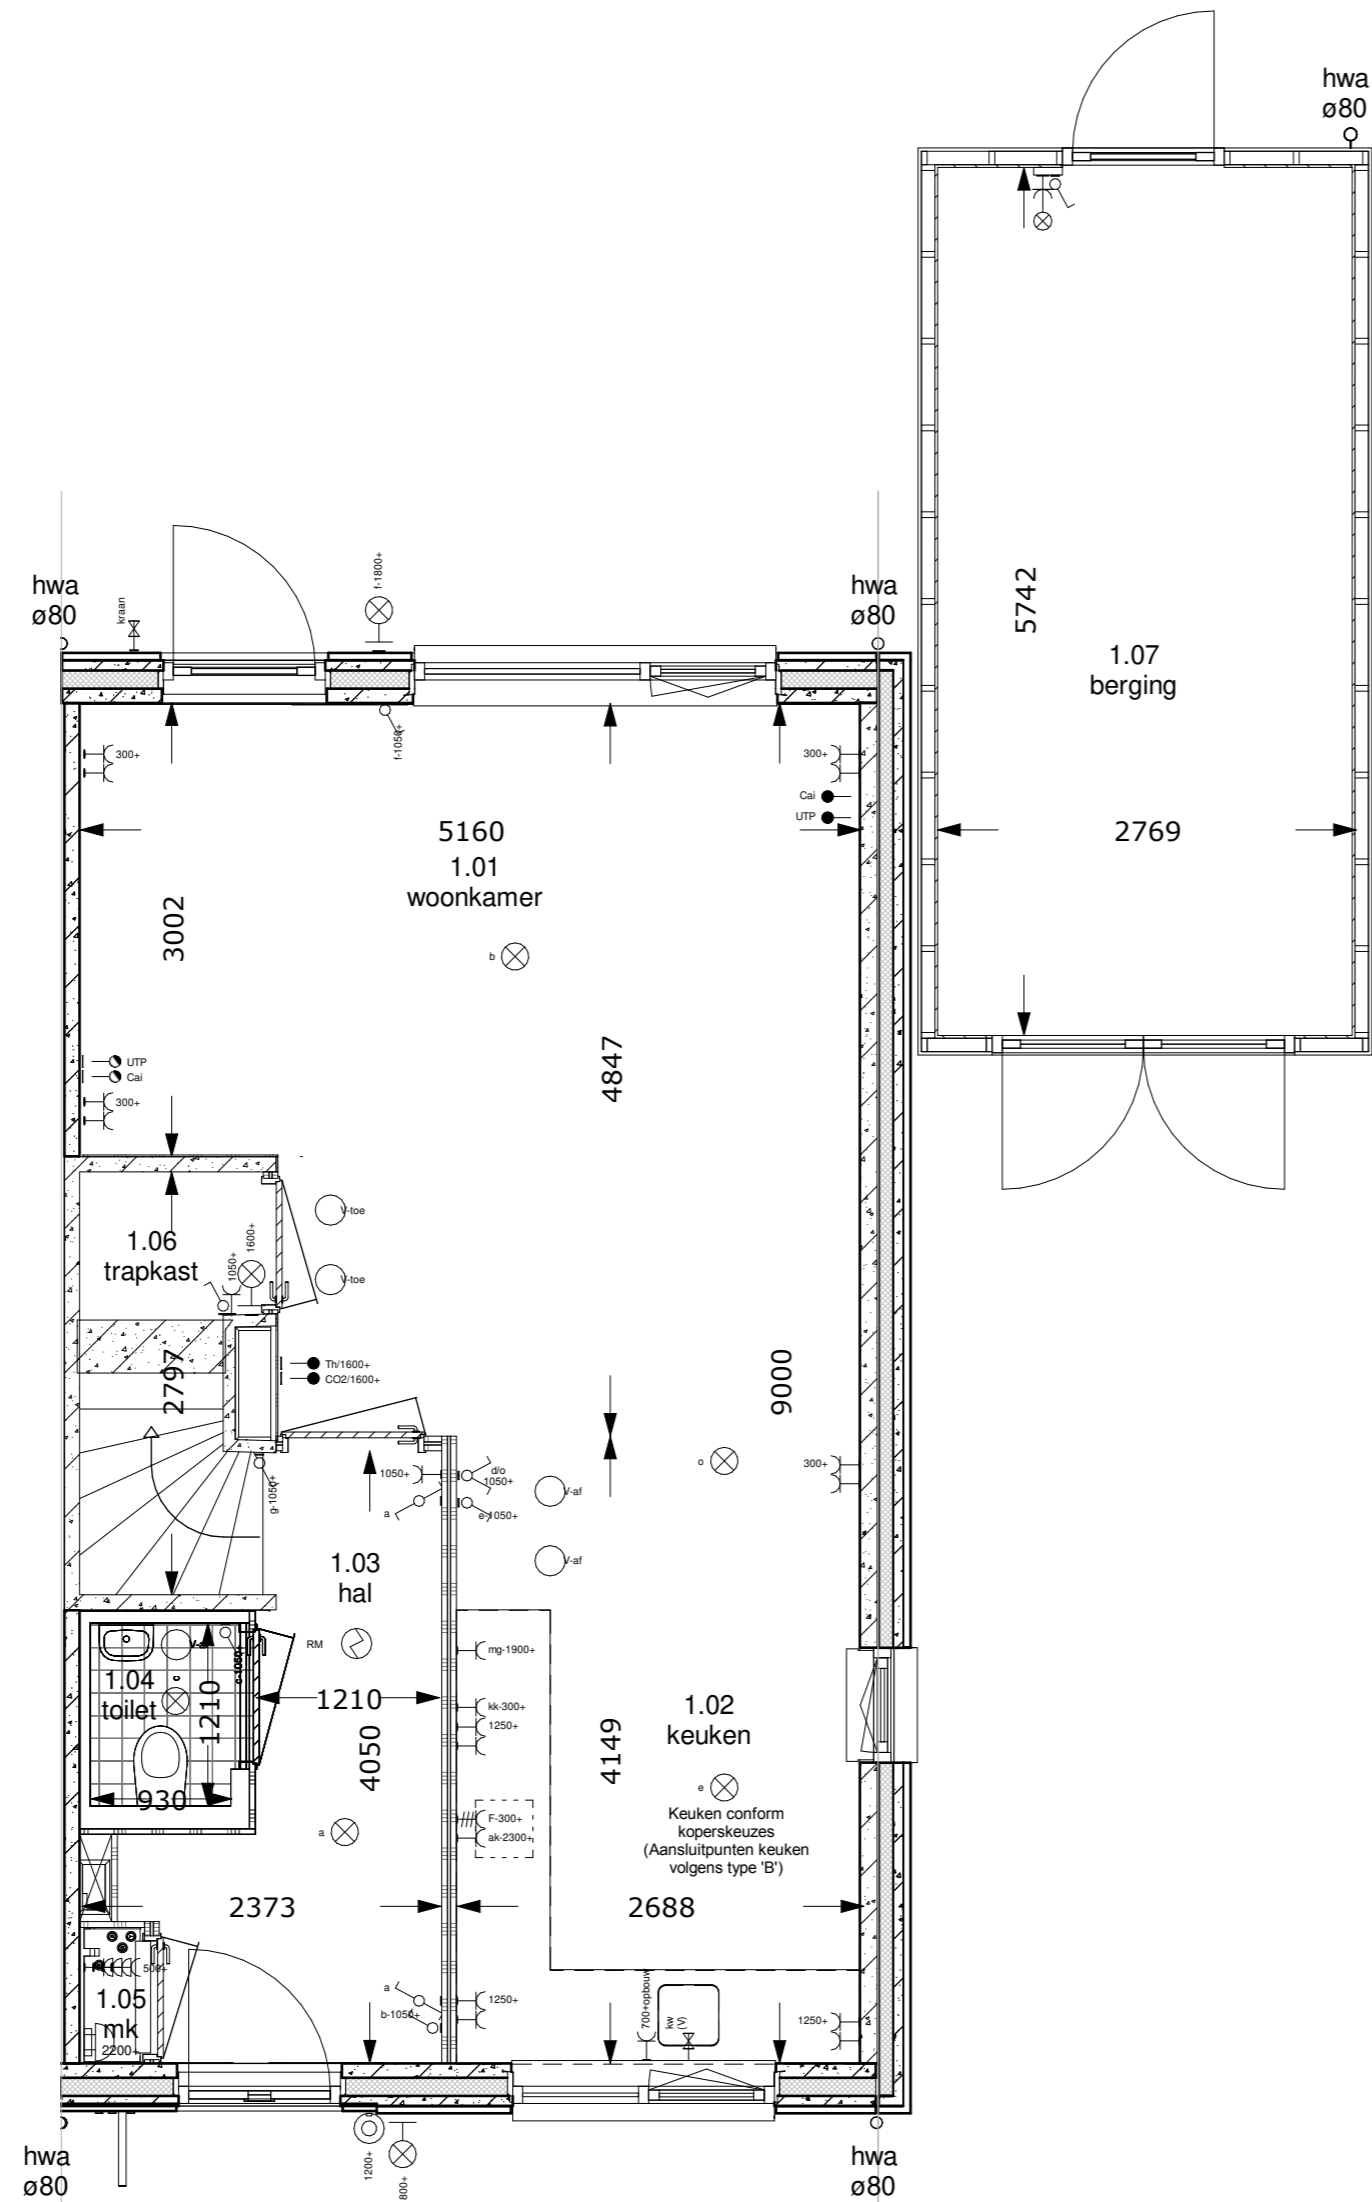 hwa
ø80
hwa
ø80
kraan
f-1800+
hwa
ø80
5742
1.07
berging
f-1050+
300+
300+
Cai
UTP
5160
2769
1.01
woonkamer
3002
b
4847
UTP
Cai
300+
1.06
trapkast
1050+
1600+
V-toe
V-toe
2797
Th/1600+
CO2/1600+
9000
g-1050+
1050+
d/o
1050+
a
e-1050+
o
300+
V-af
V-af
1.03
hal
RM
V-af
c-1050+
mg-1900+
1.04
toilet
c
1210
1210
kk-300+
1250+
1.02
keuken
4050
4149
930
e
a
F-300+
ak-2300+
Keuken conform
koperskeuzes
(Aansluitpunten keuken
volgens type 'B')
2373
2688
500+
1.05
mk
2200+
a
b-1050+
1250+
700+opbouw
kw
(V)
1250+
hwa
ø80
1200+
800+
hwa
ø80